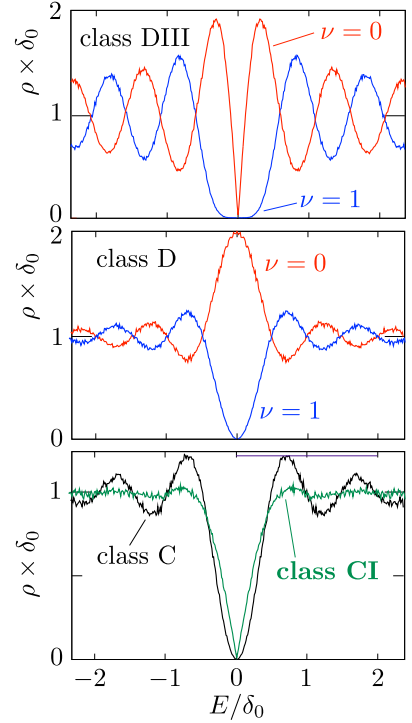 2
class DIII
ν = 0
ρ × δ₀
1
ν = 1
0
2
class D
ν = 0
ρ × δ₀
1
ν = 1
0
1
ρ × δ₀
class C
class CI
0
−2 −1 0 1 2
E/δ₀